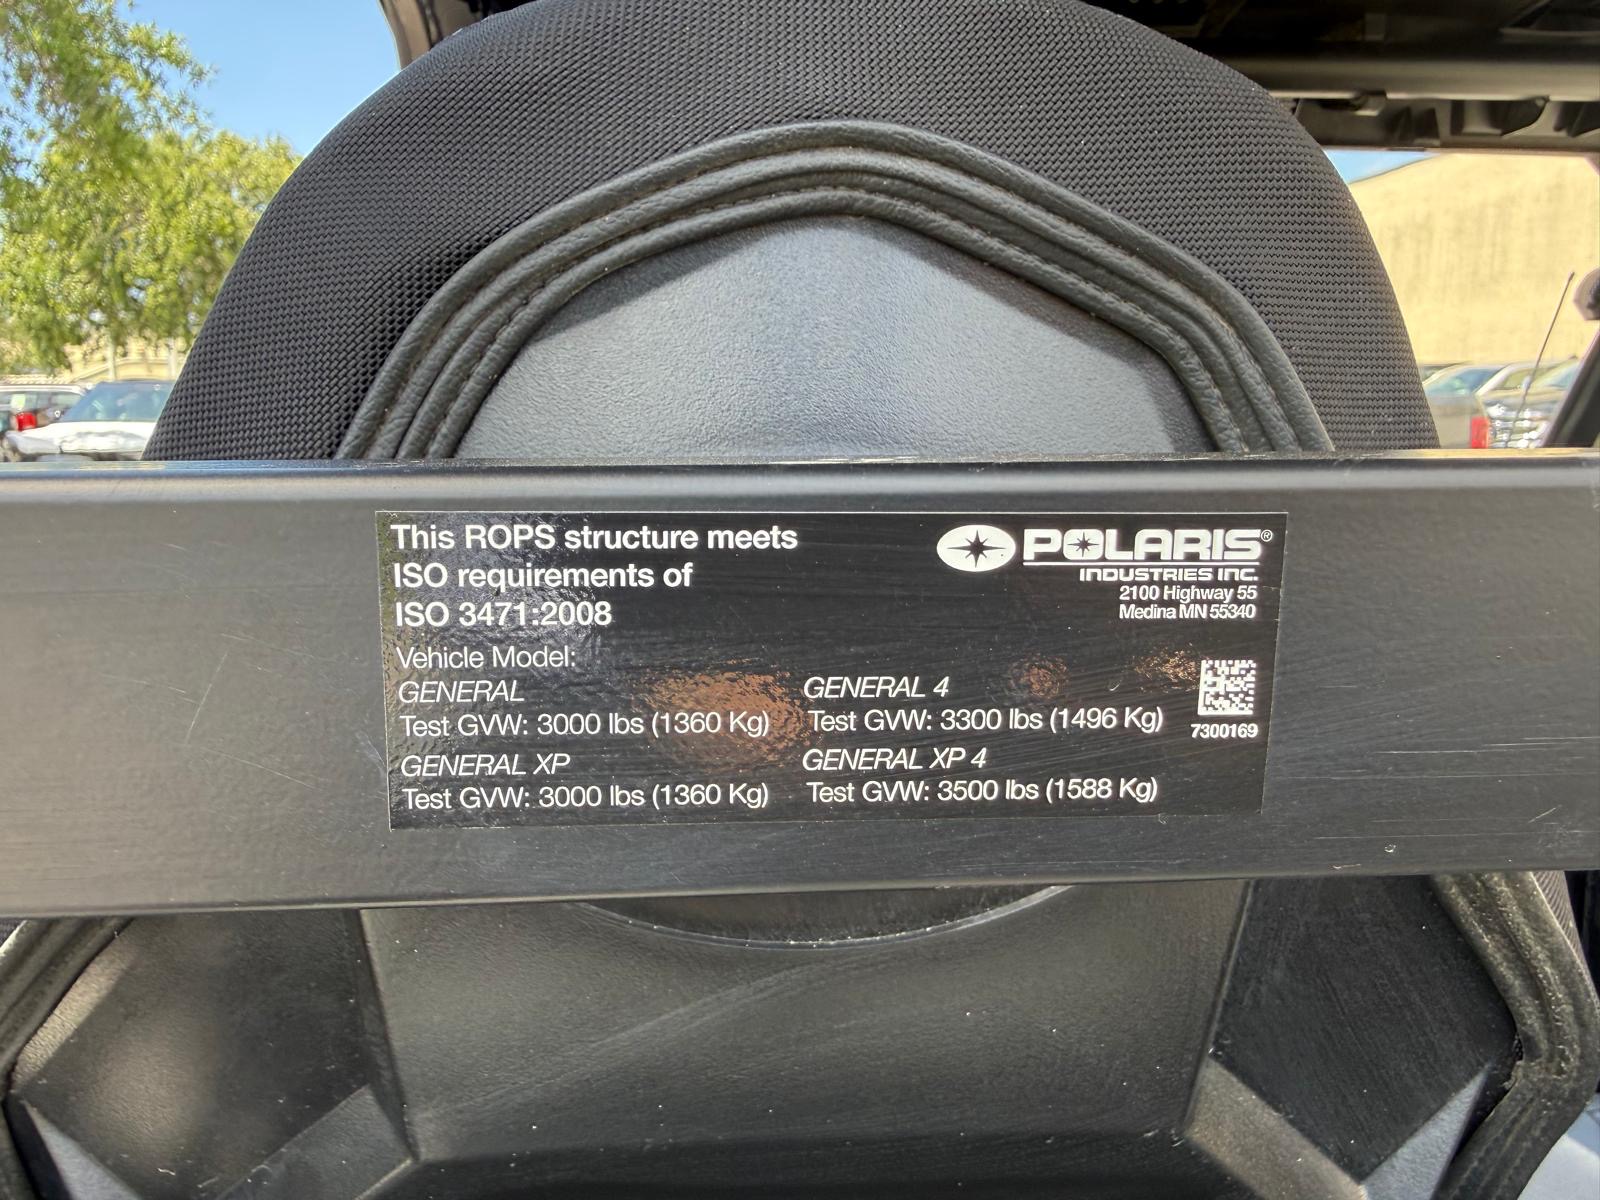 This ROPS structure meets
ISO requirements of
ISO 3471:2008
POLARIS®
INDUSTRIES INC.
2100 Highway 55
Medina MN 55340
Vehicle Model:
GENERAL
Test GVW: 3000 lbs (1360 Kg)
GENERAL XP
Test GVW: 3000 lbs (1360 Kg)
GENERAL 4
Test GVW: 3300 lbs (1496 Kg)
GENERAL XP 4
Test GVW: 3500 lbs (1588 Kg)
7300169